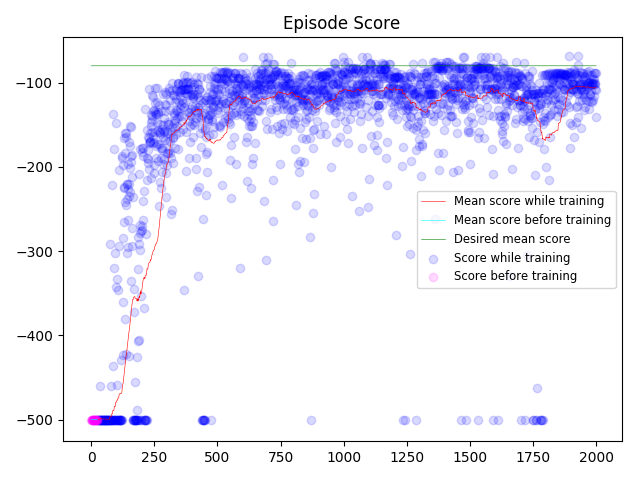 Episode Score
−100
−200
−300
−400
−500
Mean score while training
Mean score before training
Desired mean score
Score while training
Score before training
0
250
500
750
1000
1250
1500
1750
2000